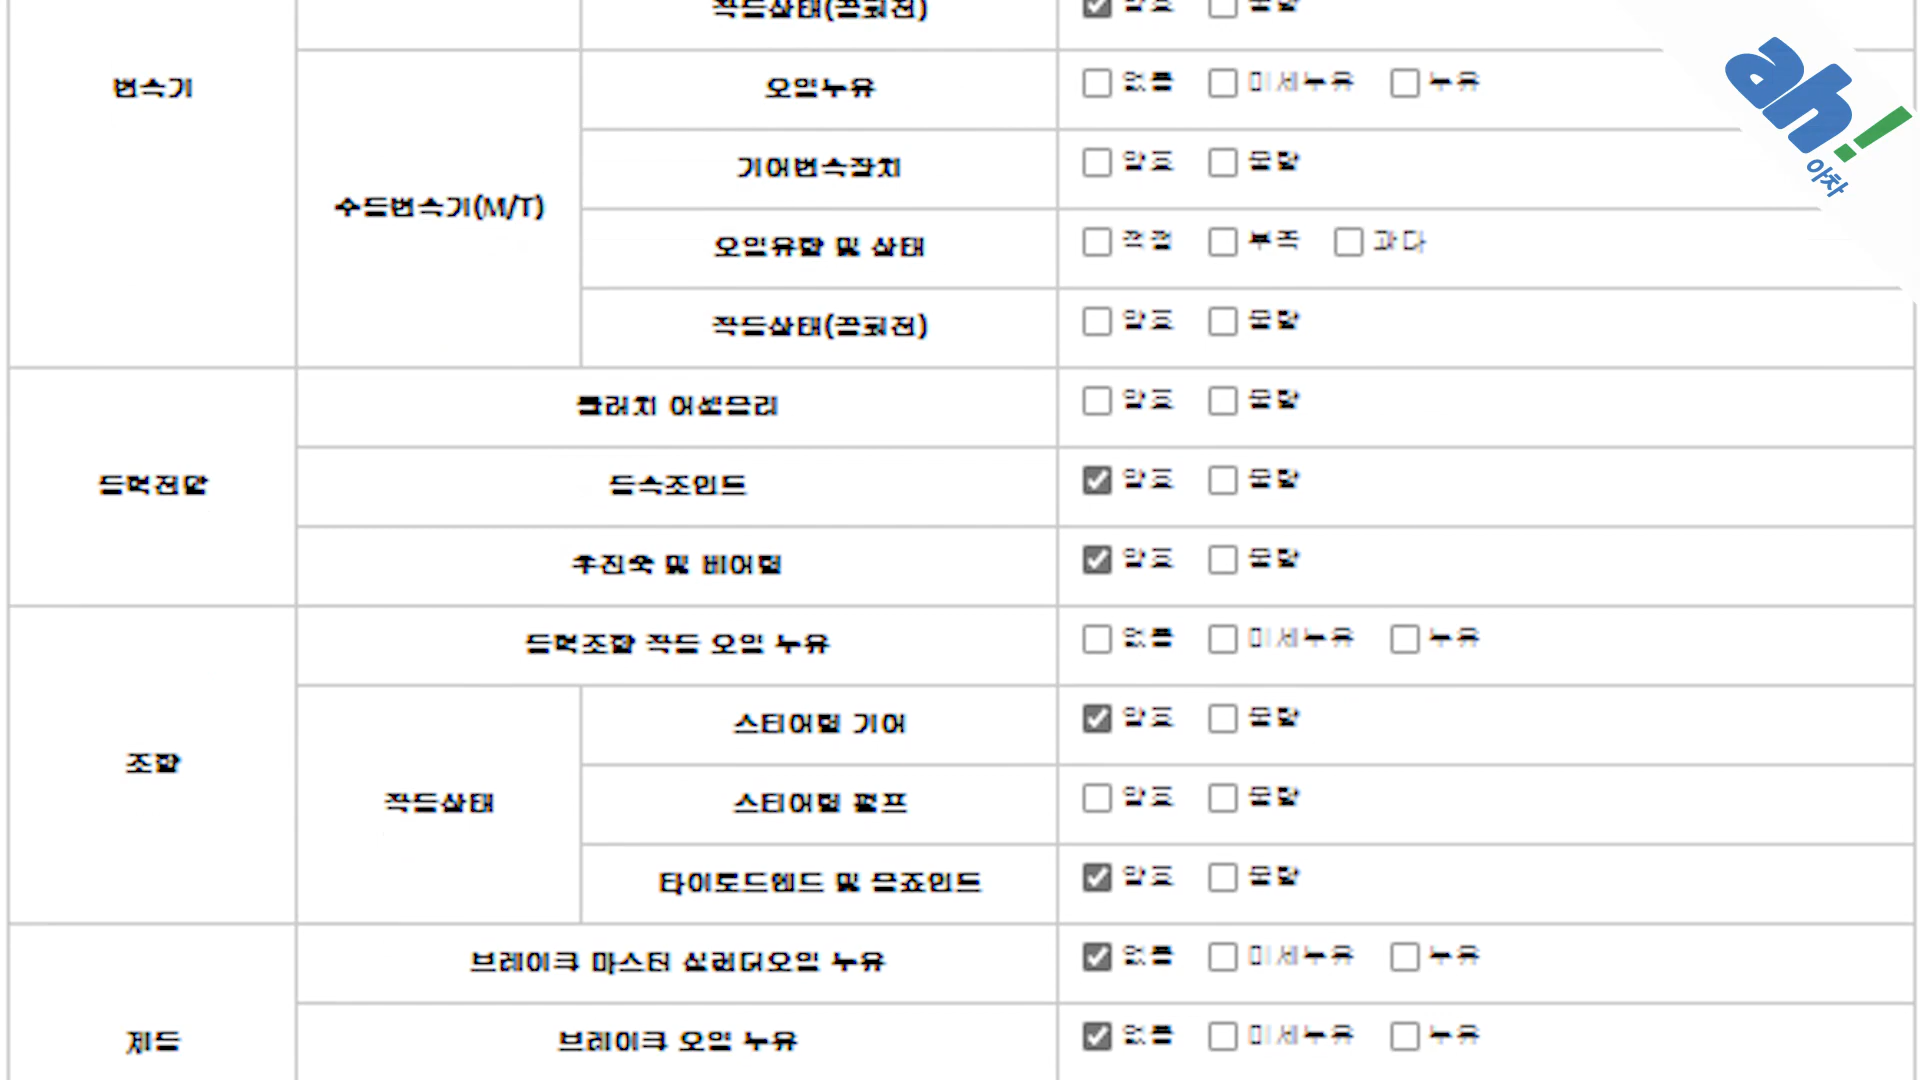 작동상태(공회전) 양호 불량
변속기
수동변속기(M/T)
오일누유 없음 미세누유 누유
기어변속장치 양호 불량
오일유량 및 상태 적정 부족 과다
작동상태(공회전) 양호 불량
동력전달
클러치 어셈블리 양호 불량
등속조인트 양호 불량
추진축 및 베어링 양호 불량
조향
동력조향 작동 오일 누유 없음 미세누유 누유
작동상태
스티어링 기어 양호 불량
스티어링 펌프 양호 불량
타이로드엔드 및 볼죠인트 양호 불량
제동
브레이크 마스터 실린더오일 누유 없음 미세누유 누유
브레이크 오일 누유 없음 미세누유 누유
ah!
아차